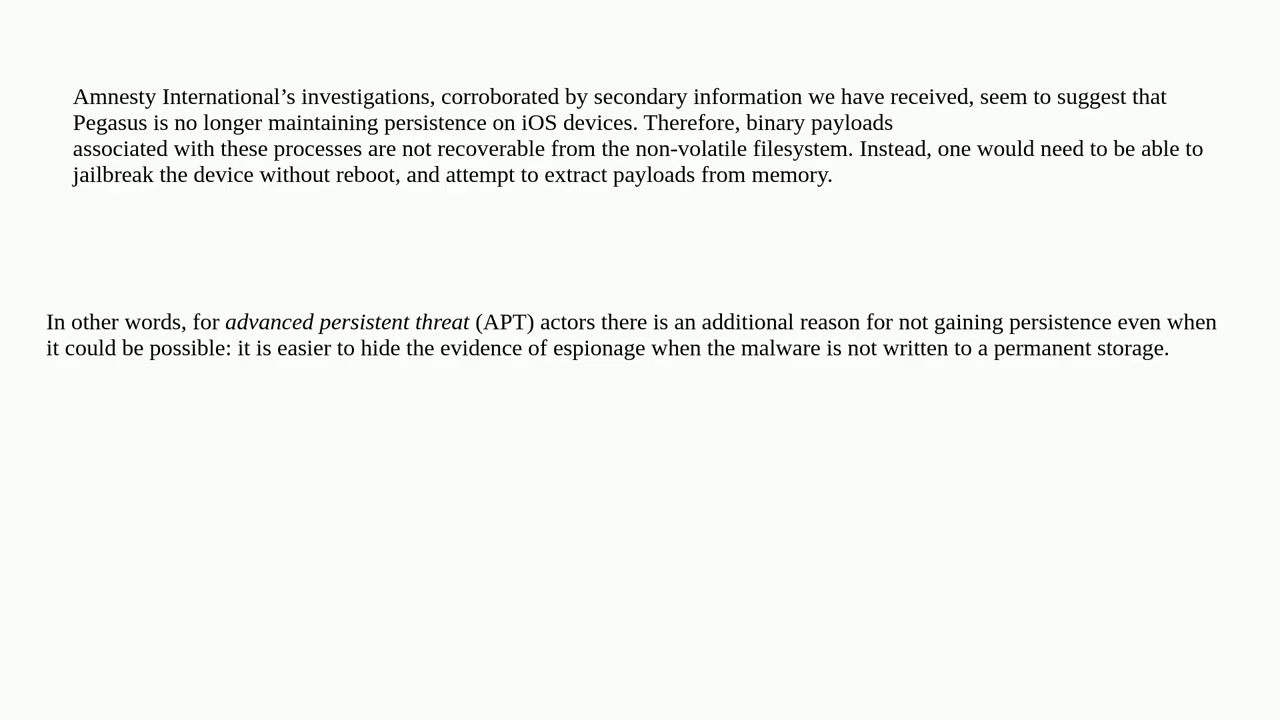 Amnesty International’s investigations, corroborated by secondary information we have received, seem to suggest that
Pegasus is no longer maintaining persistence on iOS devices. Therefore, binary payloads
associated with these processes are not recoverable from the non-volatile filesystem. Instead, one would need to be able to
jailbreak the device without reboot, and attempt to extract payloads from memory.
In other words, for advanced persistent threat (APT) actors there is an additional reason for not gaining persistence even when
it could be possible: it is easier to hide the evidence of espionage when the malware is not written to a permanent storage.